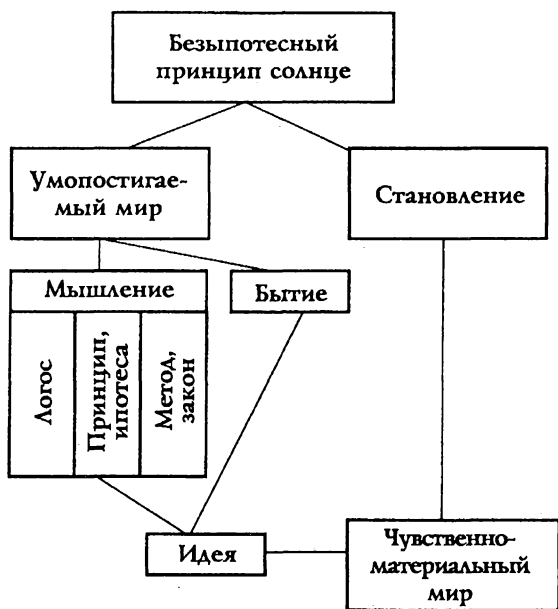 Безыпотесный
принцип солнце
Умопостигае-
мый мир
Становление
Мышление
Бытие
Логос
Принцип,
ипотеса
Метод,
закон
Идея
Чувственно-
материальный
мир